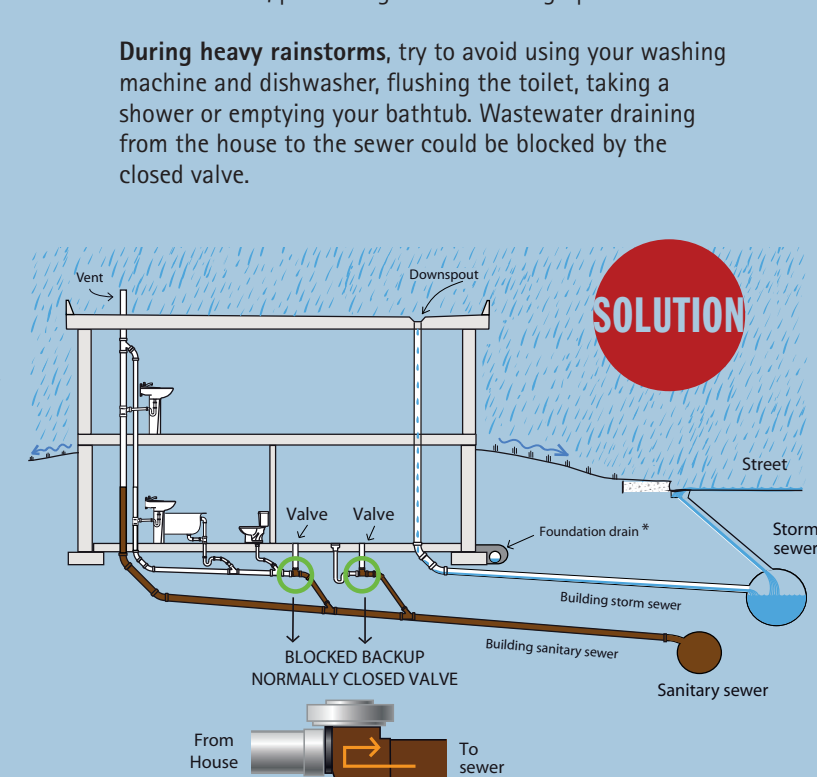 During heavy rainstorms, try to avoid using your washing
machine and dishwasher, flushing the toilet, taking a
shower or emptying your bathtub. Wastewater draining
from the house to the sewer could be blocked by the
closed valve.
Vent
Downspout
SOLUTION
Street
Valve
Valve
Foundation drain *
Storm
sewer
Building storm sewer
Building sanitary sewer
BLOCKED BACKUP
NORMALLY CLOSED VALVE
Sanitary sewer
From
House
To
sewer